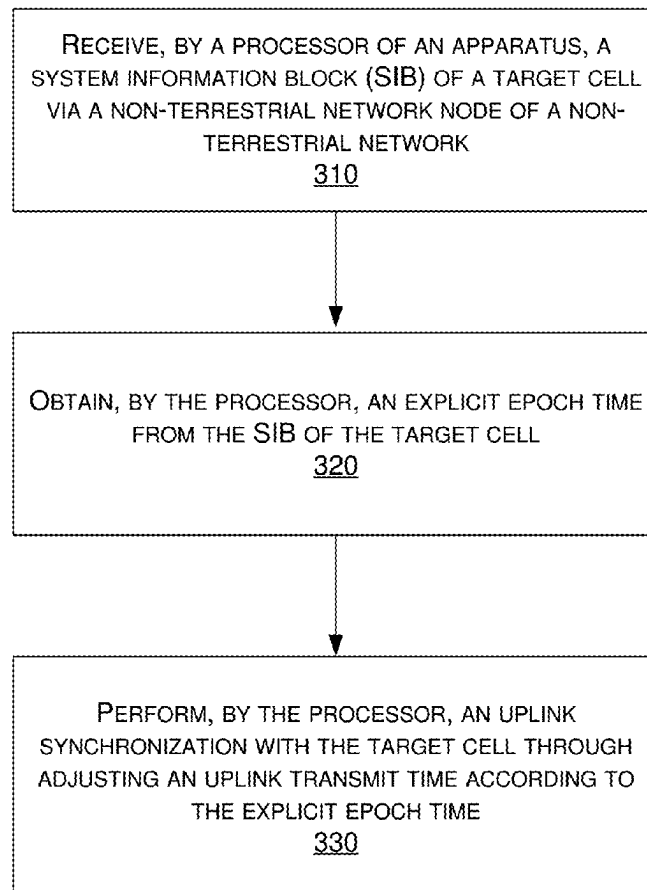 RECEIVE, BY A PROCESSOR OF AN APPARATUS, A
SYSTEM INFORMATION BLOCK (SIB) OF A TARGET CELL
VIA A NON-TERRESTRIAL NETWORK NODE OF A NON-
TERRESTRIAL NETWORK
310
OBTAIN, BY THE PROCESSOR, AN EXPLICIT EPOCH TIME
FROM THE SIB OF THE TARGET CELL
320
PERFORM, BY THE PROCESSOR, AN UPLINK
SYNCHRONIZATION WITH THE TARGET CELL THROUGH
ADJUSTING AN UPLINK TRANSMIT TIME ACCORDING TO
THE EXPLICIT EPOCH TIME
330